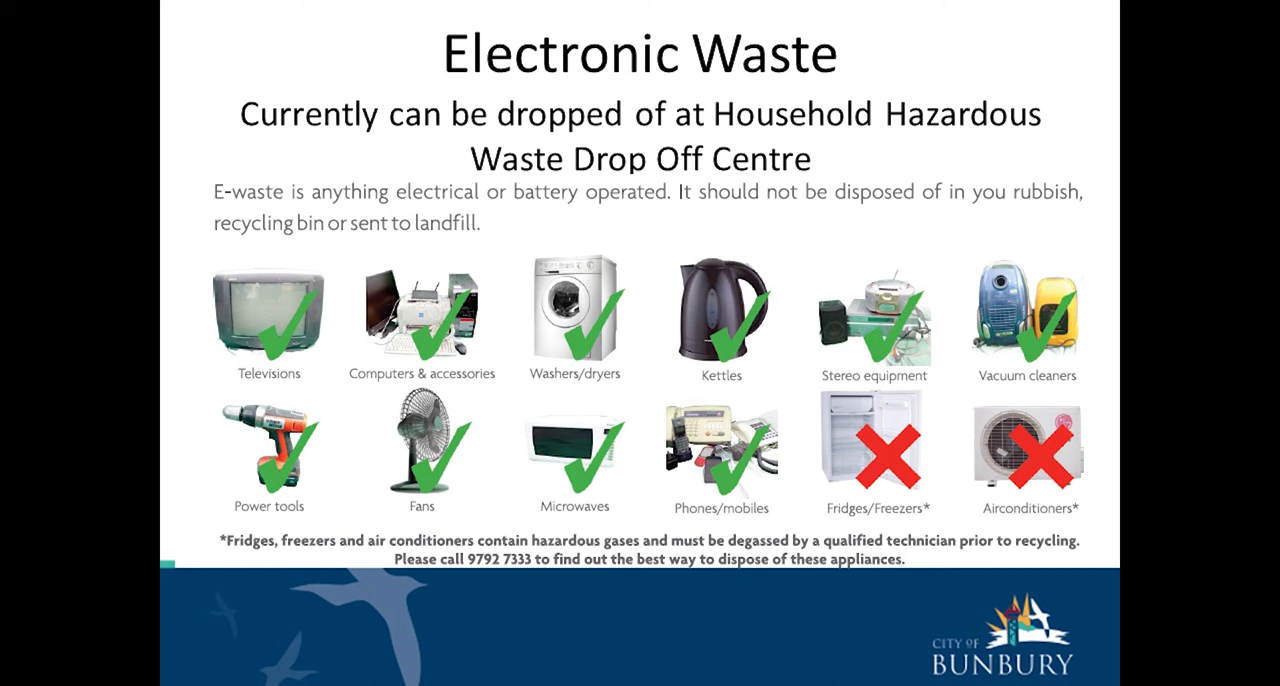 Electronic Waste
Currently can be dropped of at Household Hazardous
Waste Drop Off Centre
E-waste is anything electrical or battery operated. It should not be disposed of in you rubbish,
recycling bin or sent to landfill.
Televisions
Computers & accessories
Washers/dryers
Kettles
Stereo equipment
Vacuum cleaners
Power tools
Fans
Microwaves
Phones/mobiles
Fridges/Freezers*
Airconditioners*
*Fridges, freezers and air conditioners contain hazardous gases and must be degassed by a qualified technician prior to recycling.
Please call 9792 7333 to find out the best way to dispose of these appliances.
CITY OF
BUNBURY